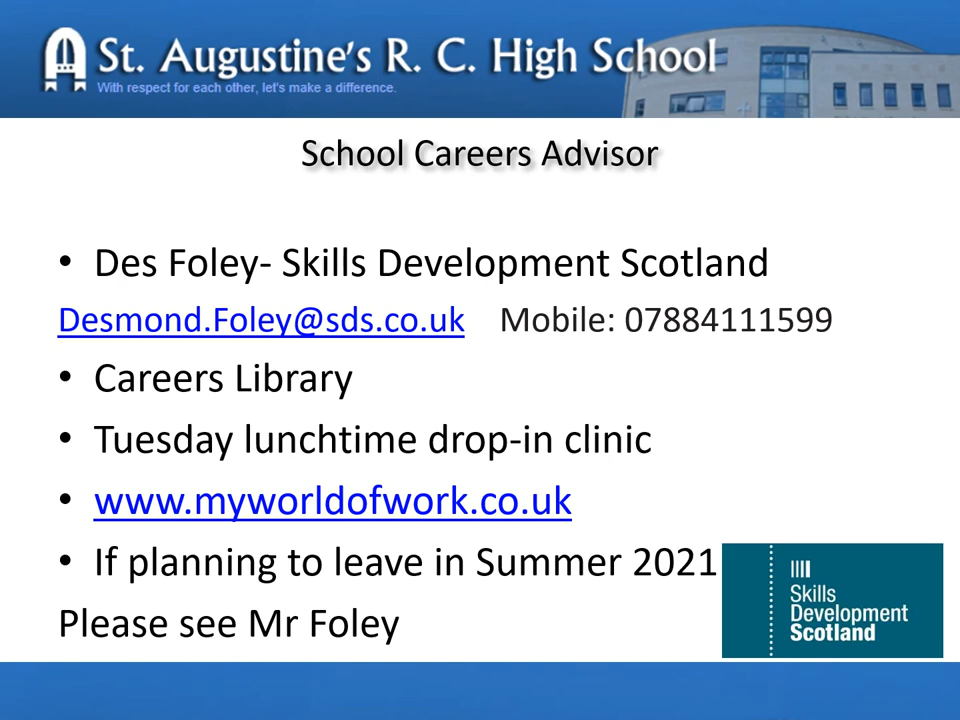 St. Augustine's R. C. High School
With respect for each other, let's make a difference.
School Careers Advisor
• Des Foley- Skills Development Scotland
Desmond.Foley@sds.co.uk Mobile: 07884111599
• Careers Library
• Tuesday lunchtime drop-in clinic
• www.myworldofwork.co.uk
• If planning to leave in Summer 2021
Please see Mr Foley
Skills
Development
Scotland